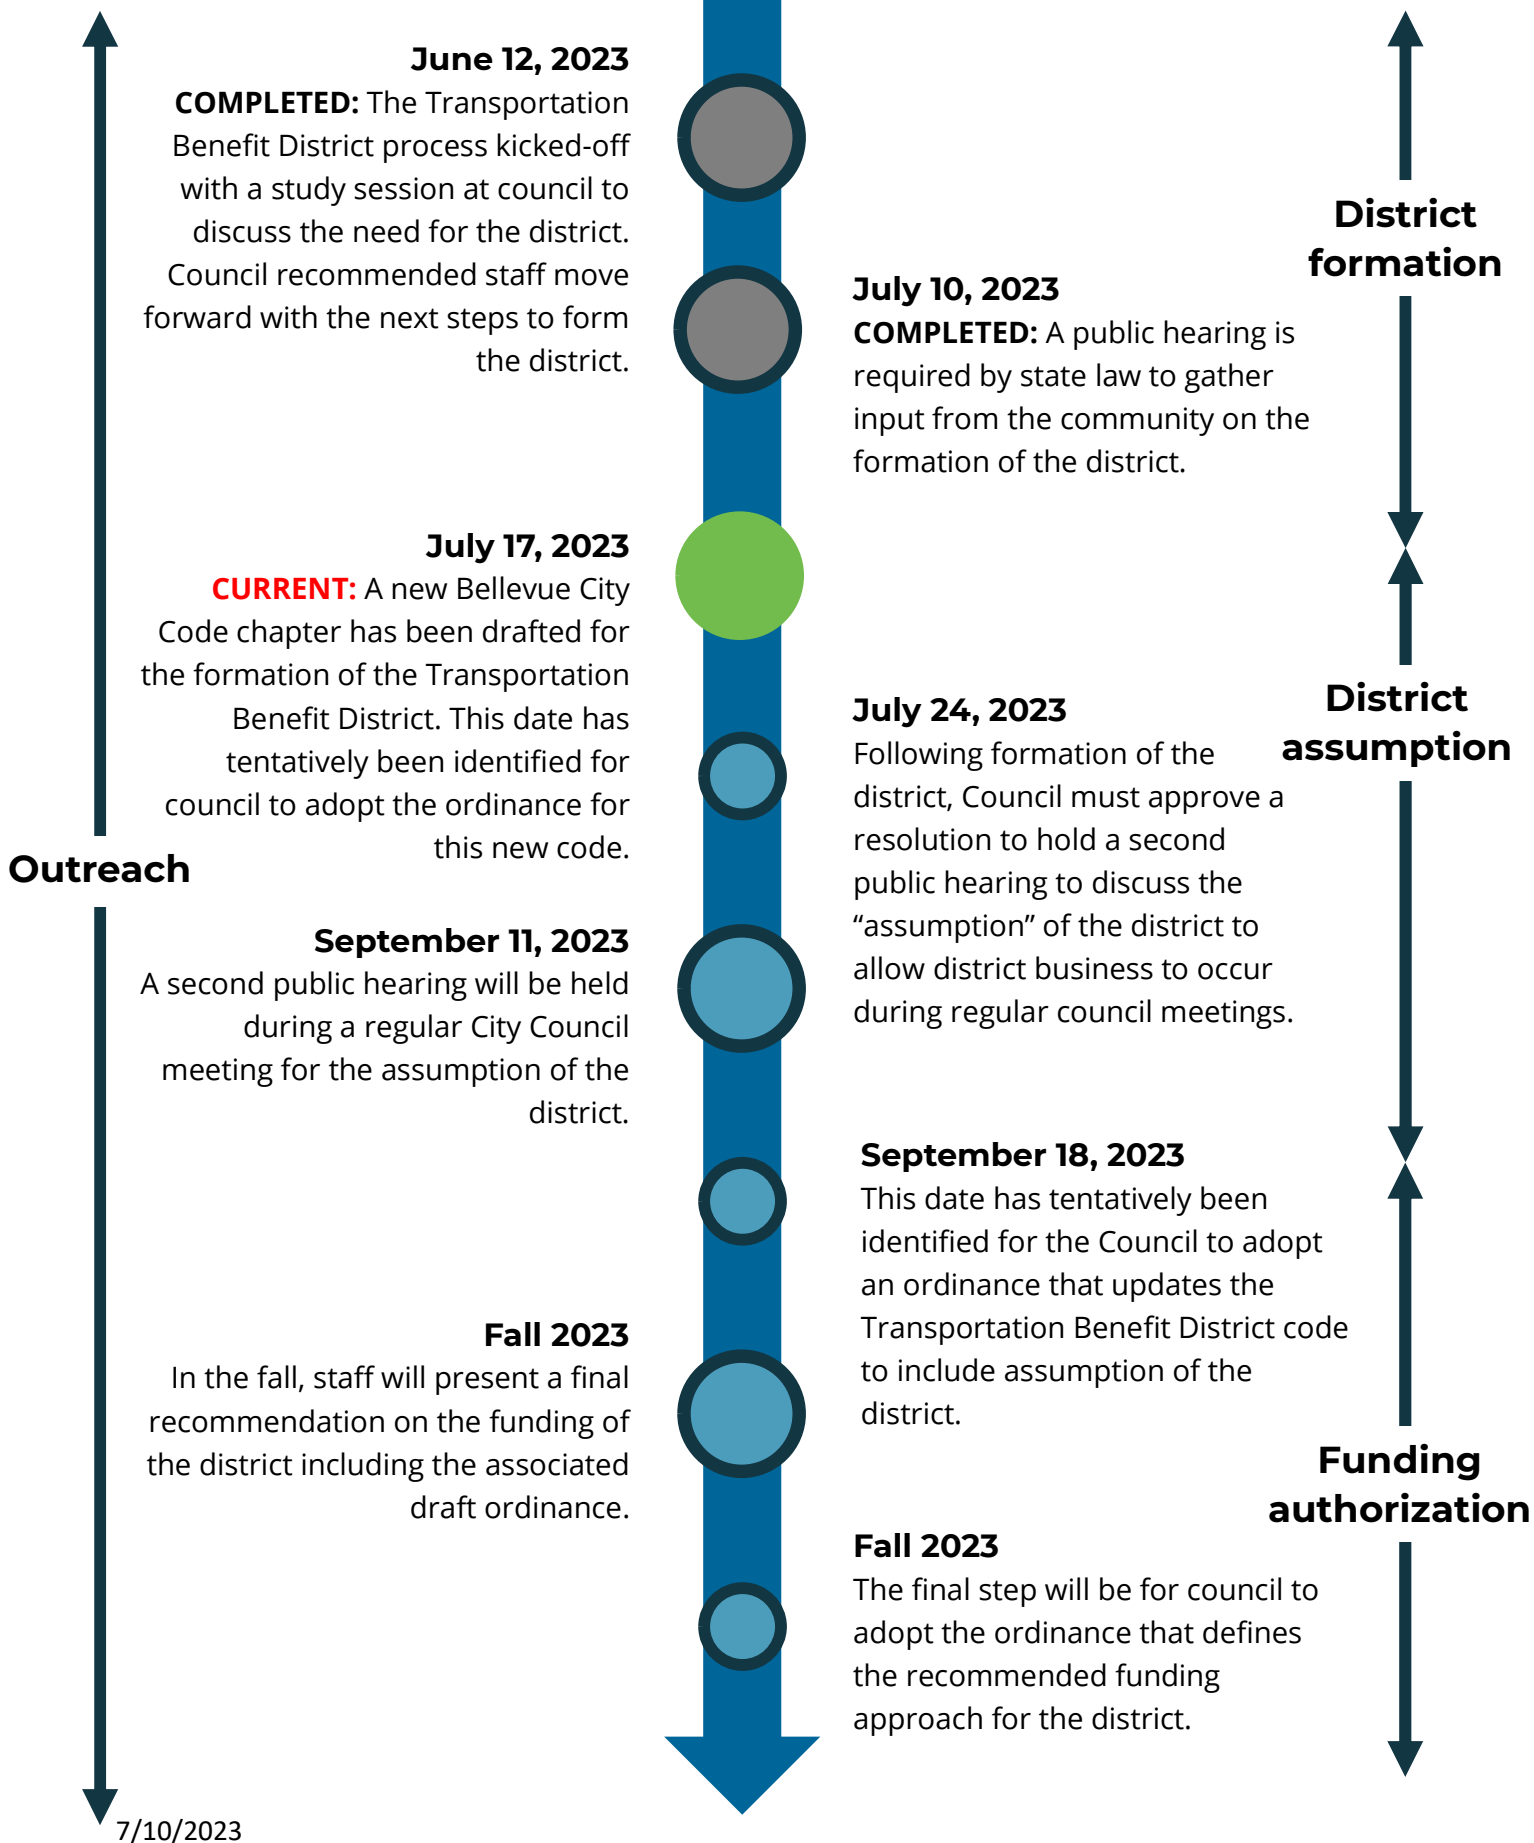 June 12, 2023
COMPLETED: The Transportation
Benefit District process kicked-off
with a study session at council to
discuss the need for the district.
Council recommended staff move
forward with the next steps to form
the district.
District
formation
July 10, 2023
COMPLETED: A public hearing is
required by state law to gather
input from the community on the
formation of the district.
July 17, 2023
CURRENT: A new Bellevue City
Code chapter has been drafted for
the formation of the Transportation
Benefit District. This date has
tentatively been identified for
council to adopt the ordinance for
this new code.
District
assumption
July 24, 2023
Following formation of the
district, Council must approve a
resolution to hold a second
public hearing to discuss the
“assumption” of the district to
allow district business to occur
during regular council meetings.
Outreach
September 11, 2023
A second public hearing will be held
during a regular City Council
meeting for the assumption of the
district.
September 18, 2023
This date has tentatively been
identified for the Council to adopt
an ordinance that updates the
Transportation Benefit District code
to include assumption of the
district.
Fall 2023
In the fall, staff will present a final
recommendation on the funding of
the district including the associated
draft ordinance.
Funding
authorization
Fall 2023
The final step will be for council to
adopt the ordinance that defines
the recommended funding
approach for the district.
7/10/2023